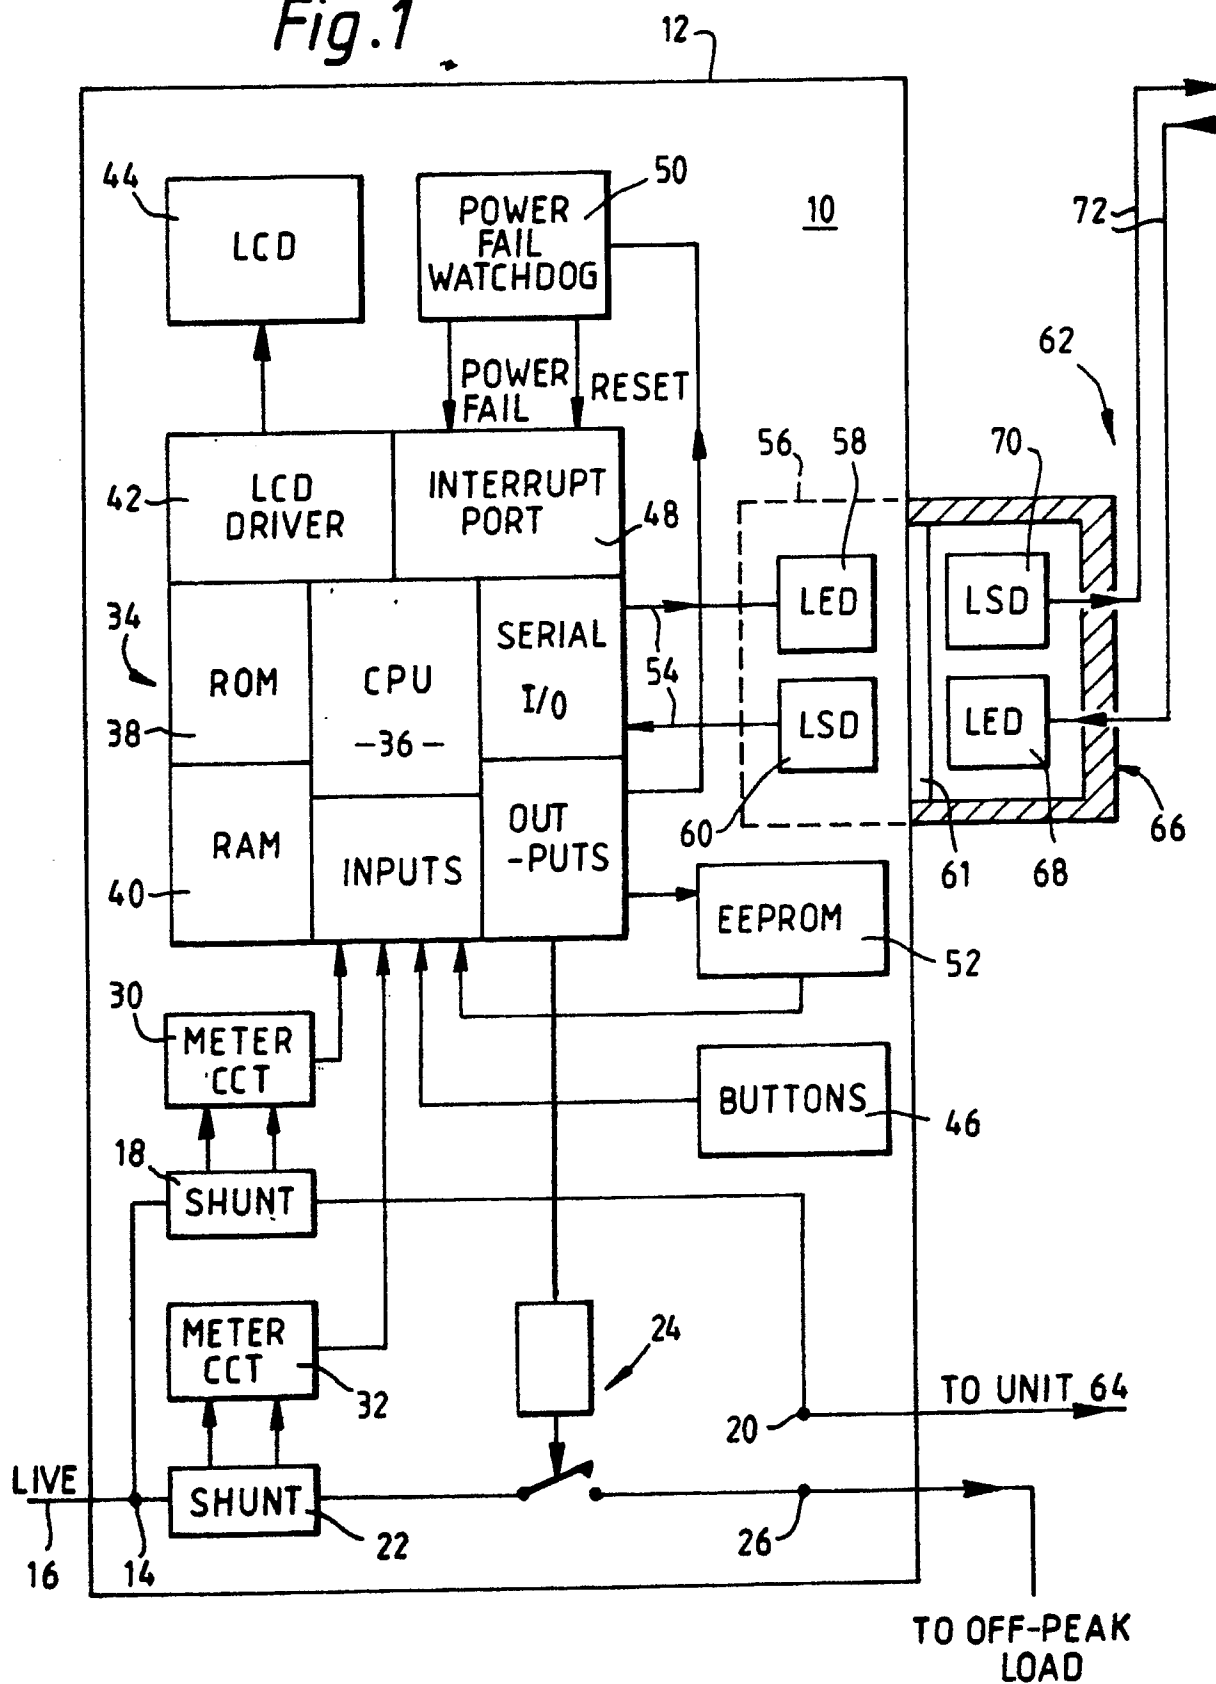 Fig.1
12
44
LCD
50
POWER
FAIL
WATCHDOG
10
72
62
POWER
FAIL
RESET
42
LCD
DRIVER
INTERRUPT
PORT
48
56
58
70
LED
LSD
34
ROM
38
CPU
-36-
SERIAL
I/O
54
LSD
LED
60
61
68
66
RAM
40
INPUTS
OUT
-PUTS
EEPROM
52
30
METER
CCT
BUTTONS
46
18
SHUNT
METER
CCT
32
24
20
TO UNIT 64
LIVE
16
14
SHUNT
22
26
TO OFF-PEAK
LOAD